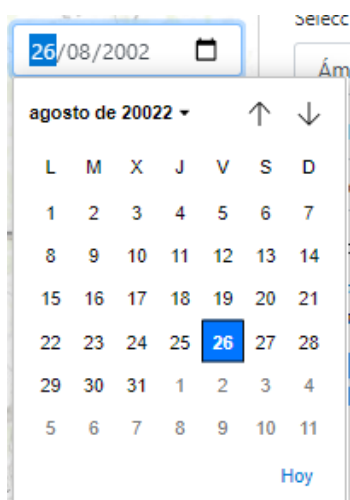 Selecc
26/08/2002
Ám
agosto de 20022
L M X J V S D
1 2 3 4 5 6 7
8 9 10 11 12 13 14
15 16 17 18 19 20 21
22 23 24 25 26 27 28
29 30 31 1 2 3 4
5 6 7 8 9 10 11
Hoy